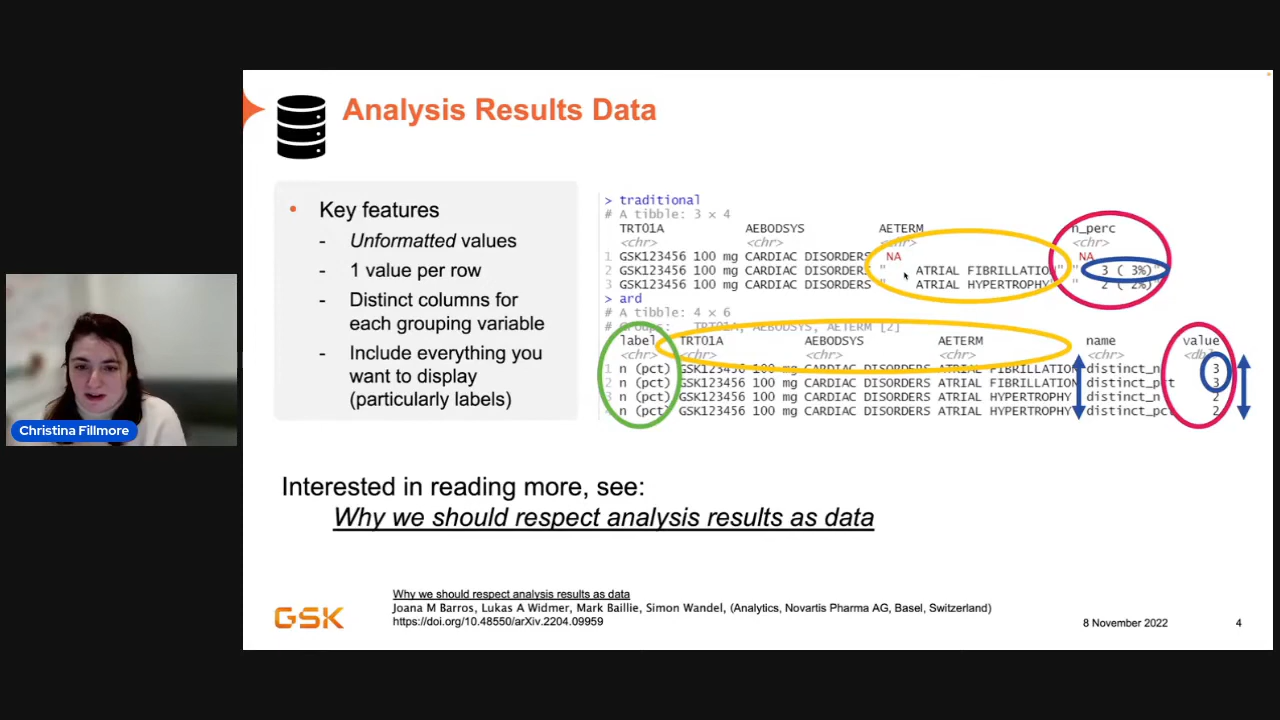 Analysis Results Data
• Key features
- Unformatted values
- 1 value per row
- Distinct columns for
each grouping variable
- Include everything you
want to display
(particularly labels)
> traditional
# A tibble: 3 × 4
TRT01A AEBODSYS AETERM n_perc
<chr> <chr> <chr> <chr>
1 GSK123456 100 mg CARDIAC DISORDERS NA NA
2 GSK123456 100 mg CARDIAC DISORDERS " ATRIAL FIBRILLATION" " 3 ( 3%)"
3 GSK123456 100 mg CARDIAC DISORDERS " ATRIAL HYPERTROPHY" " 2 ( 2%)"
> ard
# A tibble: 4 × 6
# Groups: TRT01A, AEBODSYS, AETERM [2]
label TRT01A AEBODSYS AETERM name value
<chr> <chr> <chr> <chr> <chr> <dbl>
1 n (pct) GSK123456 100 mg CARDIAC DISORDERS ATRIAL FIBRILLATION distinct_n 3
2 n (pct) GSK123456 100 mg CARDIAC DISORDERS ATRIAL FIBRILLATION distinct_pct 3
3 n (pct) GSK123456 100 mg CARDIAC DISORDERS ATRIAL HYPERTROPHY distinct_n 2
4 n (pct) GSK123456 100 mg CARDIAC DISORDERS ATRIAL HYPERTROPHY distinct_pct 2
Christina Fillmore
Interested in reading more, see:
Why we should respect analysis results as data
Why we should respect analysis results as data
Joana M Barros, Lukas A Widmer, Mark Baillie, Simon Wandel, (Analytics, Novartis Pharma AG, Basel, Switzerland)
https://doi.org/10.48550/arXiv.2204.09959
GSK
8 November 2022
4